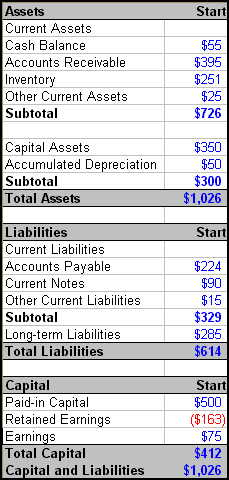 Assets Start
Current Assets
Cash Balance $55
Accounts Receivable $395
Inventory $251
Other Current Assets $25
Subtotal $726
Capital Assets $350
Accumulated Depreciation $50
Subtotal $300
Total Assets $1,026
Liabilities Start
Current Liabilities
Accounts Payable $224
Current Notes $90
Other Current Liabilities $15
Subtotal $329
Long-term Liabilities $285
Total Liabilities $614
Capital Start
Paid-in Capital $500
Retained Earnings ($163)
Earnings $75
Total Capital $412
Capital and Liabilities $1,026